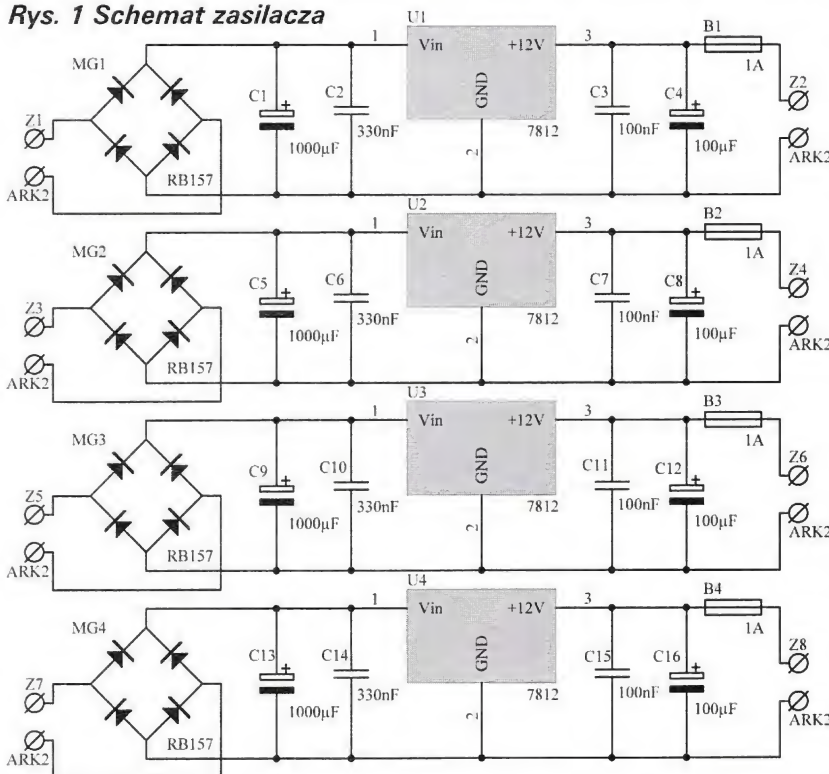 Rys. 1 Schemat zasilacza
U1
MG1
1
Vin
+12V
3
B1
1A
Z2
C1
C2
GND
C3
C4
Z1
1000µF
330nF
2
7812
100nF
100µF
ARK2
RB157
ARK2
U2
MG2
1
Vin
+12V
3
B2
1A
Z4
C5
C6
GND
C7
C8
Z3
1000µF
330nF
2
7812
100nF
100µF
ARK2
RB157
ARK2
U3
MG3
1
Vin
+12V
3
B3
1A
Z6
C9
C10
GND
C11
C12
Z5
1000µF
330nF
2
7812
100nF
100µF
ARK2
RB157
ARK2
U4
MG4
1
Vin
+12V
3
B4
1A
Z8
C13
C14
GND
C15
C16
Z7
1000µF
330nF
2
7812
100nF
100µF
ARK2
RB157
ARK2